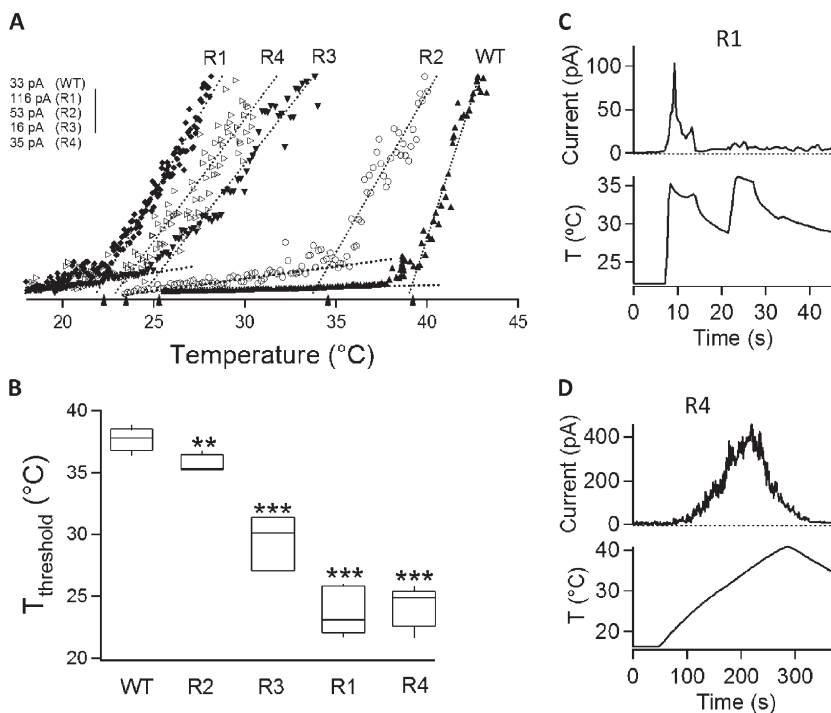 A
R1
R4
R3
R2
WT
33 pA (WT)
116 pA (R1)
53 pA (R2)
16 pA (R3)
35 pA (R4)
20
25
30
35
40
45
Temperature (°C)
B
40
35
30
25
20
T threshold (°C)
**
***
***
***
WT
R2
R3
R1
R4
C
R1
Current (pA)
100
50
0
T (°C)
35
30
25
0
10
20
30
40
Time (s)
D
R4
Current (pA)
400
200
0
T (°C)
40
20
0
100
200
300
Time (s)